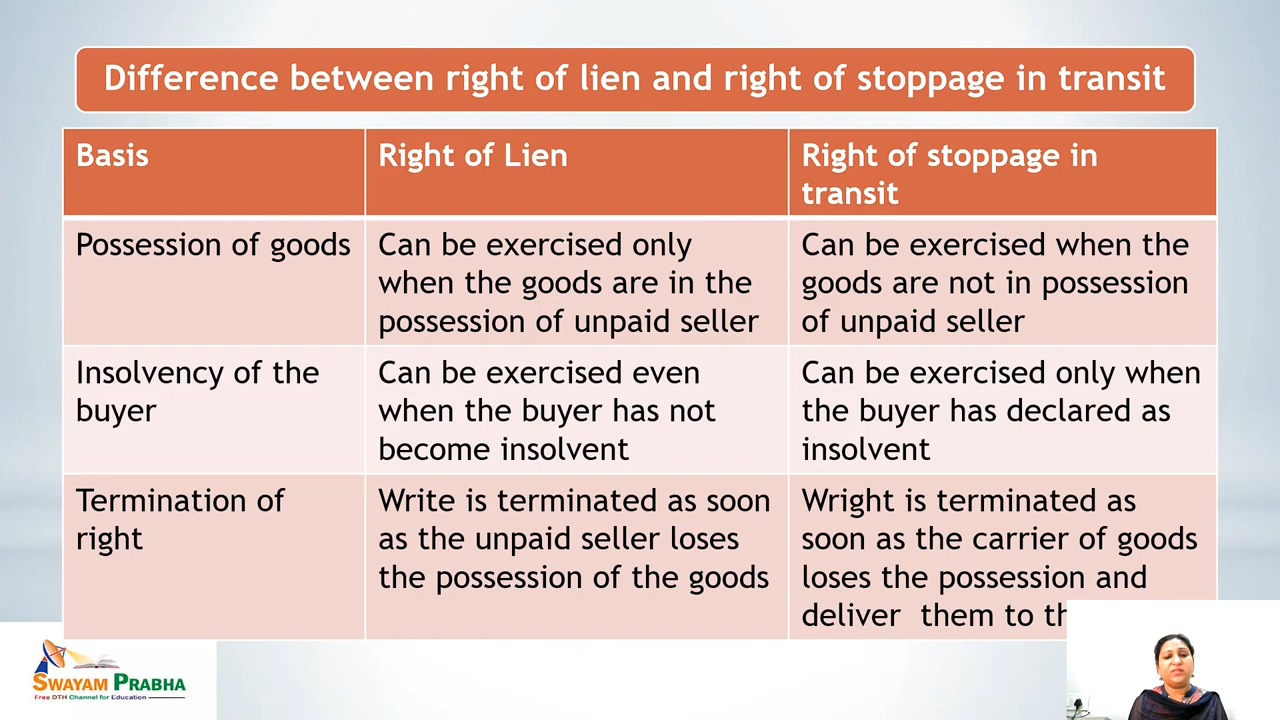 Difference between right of lien and right of stoppage in transit
Basis
Right of Lien
Right of stoppage in
transit
Possession of goods
Can be exercised only
when the goods are in the
possession of unpaid seller
Can be exercised when the
goods are not in possession
of unpaid seller
Insolvency of the
buyer
Can be exercised even
when the buyer has not
become insolvent
Can be exercised only when
the buyer has declared as
insolvent
Termination of
right
Write is terminated as soon
as the unpaid seller loses
the possession of the goods
Wright is terminated as
soon as the carrier of goods
loses the possession and
deliver them to
SWAYAM PRABHA
Free DTH Channel for Education